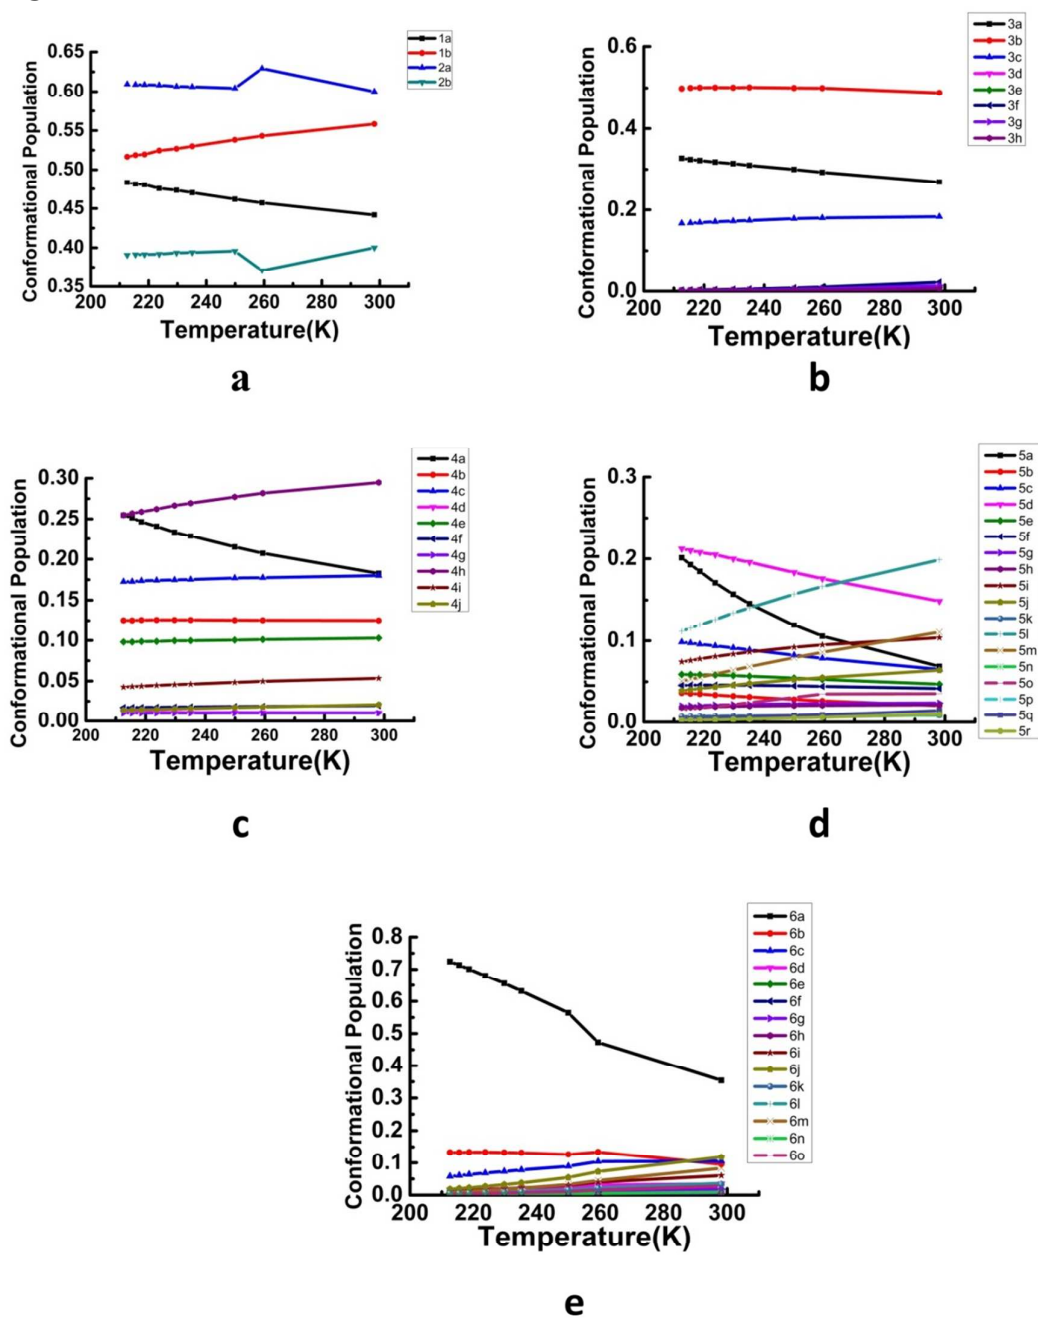 1a
1b
2a
2b
0.65
0.60
0.55
0.50
0.45
0.40
0.35
Conformational Population
200 220 240 260 280 300
Temperature(K)
a
3a
3b
3c
3d
3e
3f
3g
3h
0.6
0.4
0.2
0.0
Conformational Population
200 220 240 260 280 300
Temperature(K)
b
4a
4b
4c
4d
4e
4f
4g
4h
4i
4j
0.30
0.25
0.20
0.15
0.10
0.05
0.00
Conformational Population
200 220 240 260 280 300
Temperature(K)
c
5a
5b
5c
5d
5e
5f
5g
5h
5i
5j
5k
5l
5m
5n
5o
5p
5q
5r
0.3
0.2
0.1
0.0
Conformational Population
200 220 240 260 280 300
Temperature(K)
d
6a
6b
6c
6d
6e
6f
6g
6h
6i
6j
6k
6l
6m
6n
6o
0.8
0.7
0.6
0.5
0.4
0.3
0.2
0.1
0.0
Conformational Population
200 220 240 260 280 300
Temperature(K)
e